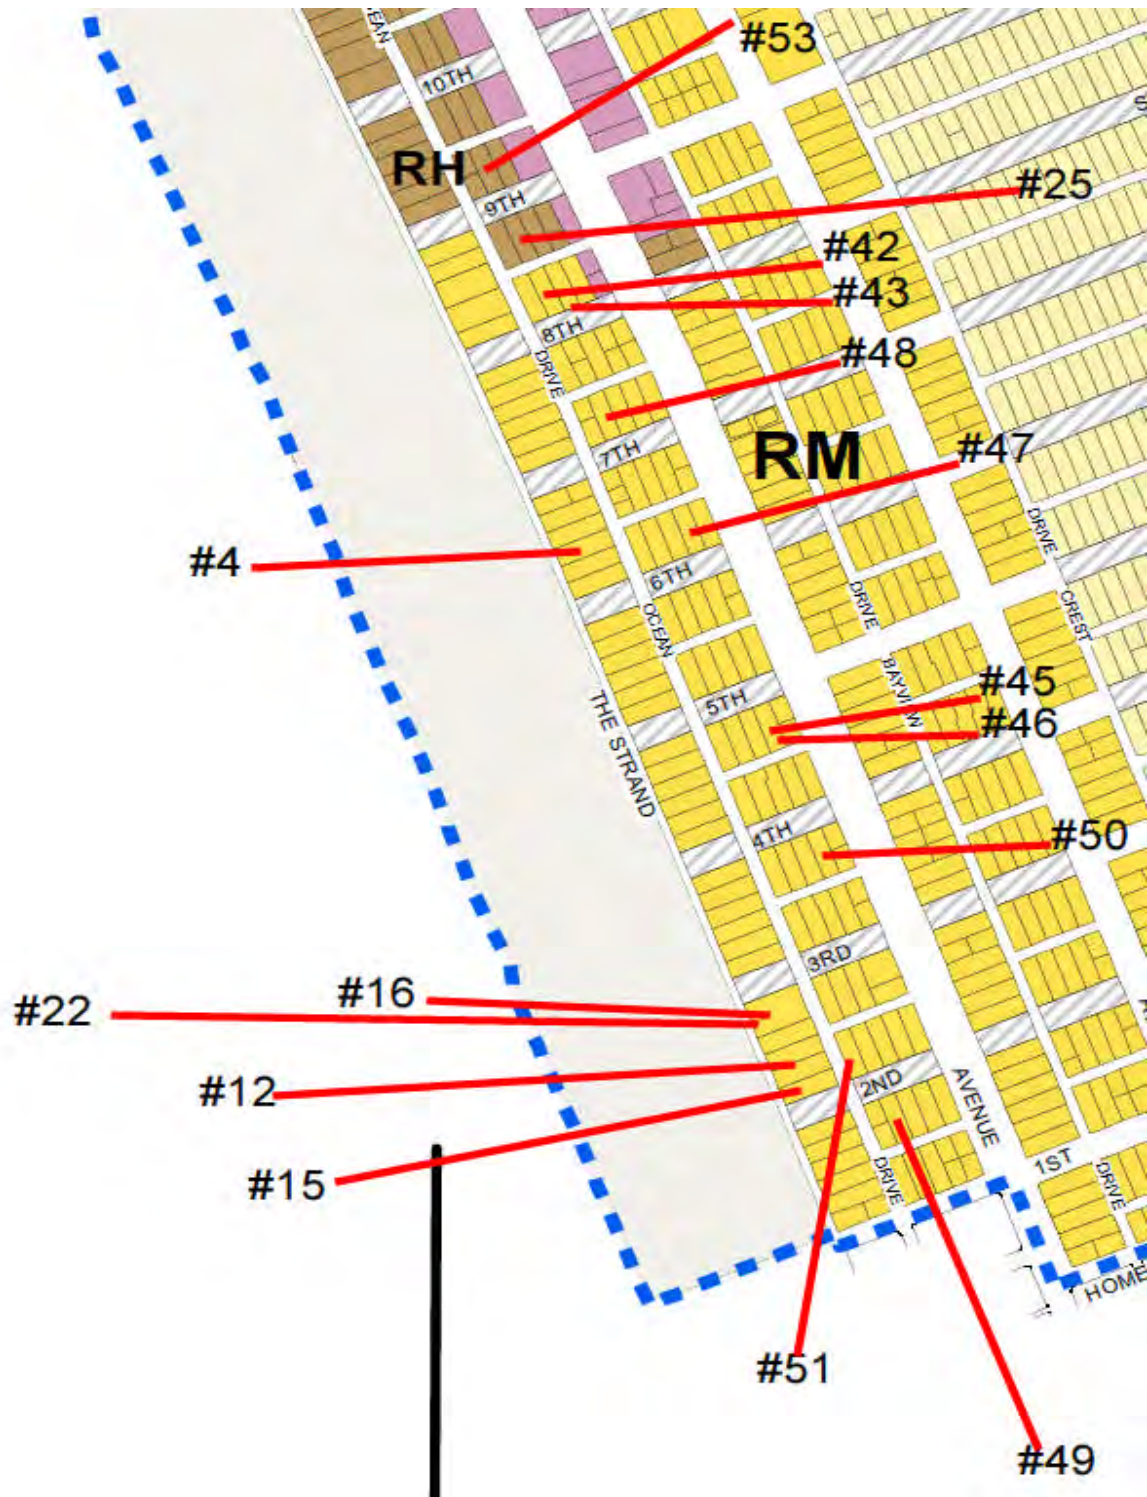 EAN
#53
10TH
RH
#25
9TH
#42
#43
8TH
DRIVE
#48
7TH
RM
#47
DRIVE
#4
6TH
DRIVE
CREST
OCEAN
BAYVIEW
#45
5TH
#46
THE STRAND
4TH
#50
3RD
#16
#22
#12
2ND
AVENUE
#15
DRIVE
1ST
DRIVE
HOME
#51
#49